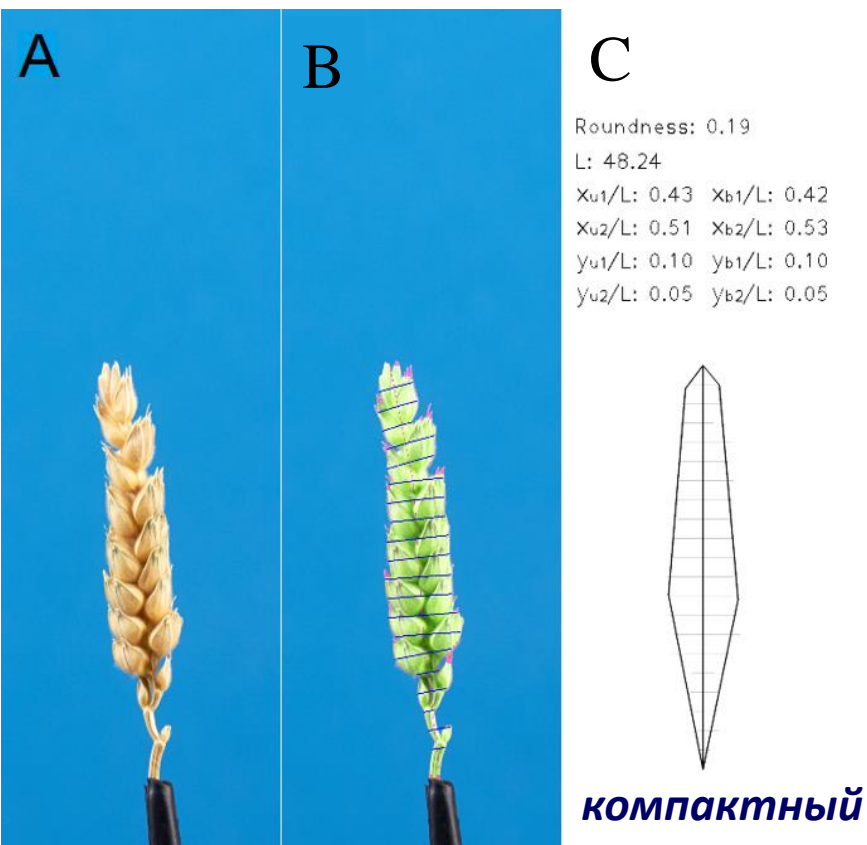 A
B
C
Roundness: 0.19
L: 48.24
xu1/L: 0.43 xb1/L: 0.42
xu2/L: 0.51 xb2/L: 0.53
yu1/L: 0.10 yb1/L: 0.10
yu2/L: 0.05 yb2/L: 0.05
компактный